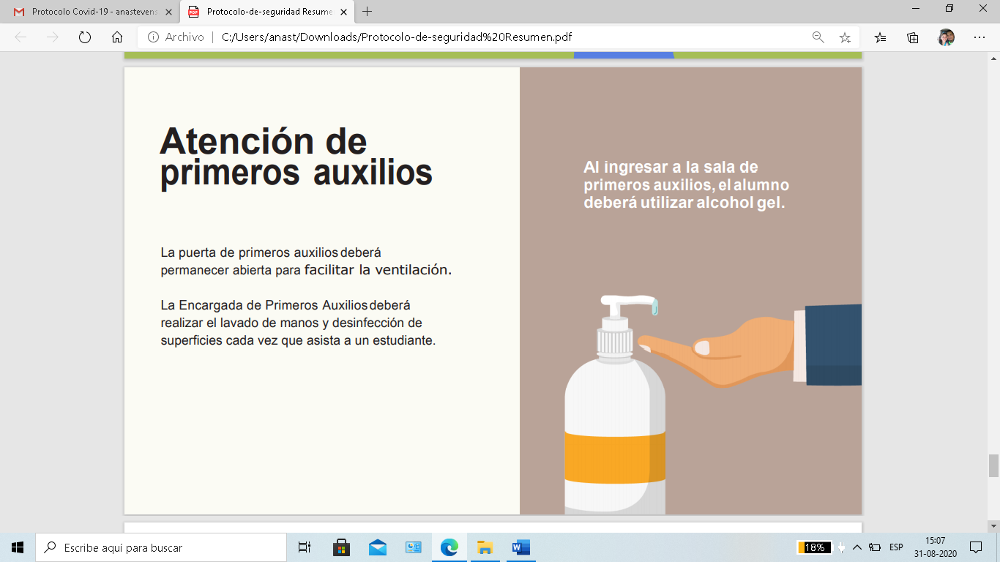 Protocolo Covid-19 - anastevens
Protocolo-de-seguridad Resume
Archivo
C:/Users/anast/Downloads/Protocolo-de-seguridad%20Resumen.pdf
Atención de
primeros auxilios
La puerta de primeros auxilios deberá
permanecer abierta para facilitar la ventilación.
La Encargada de Primeros Auxilios deberá
realizar el lavado de manos y desinfección de
superficies cada vez que asista a un estudiante.
Al ingresar a la sala de
primeros auxilios, el alumno
deberá utilizar alcohol gel.
Escribe aquí para buscar
18%
ESP
15:07
31-08-2020